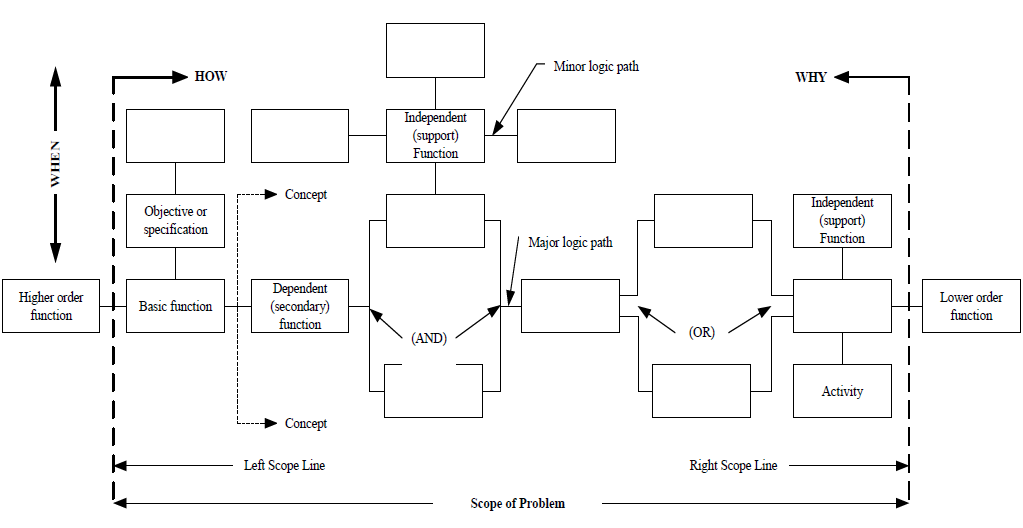 Minor logic path
HOW
WHY
WHEN
Independent
(support)
Function
Concept
Objective or
specification
Independent
(support)
Function
Major logic path
Higher order
function
Basic function
Dependent
(secondary)
function
Lower order
function
(AND)
(OR)
Activity
Concept
Left Scope Line
Right Scope Line
Scope of Problem